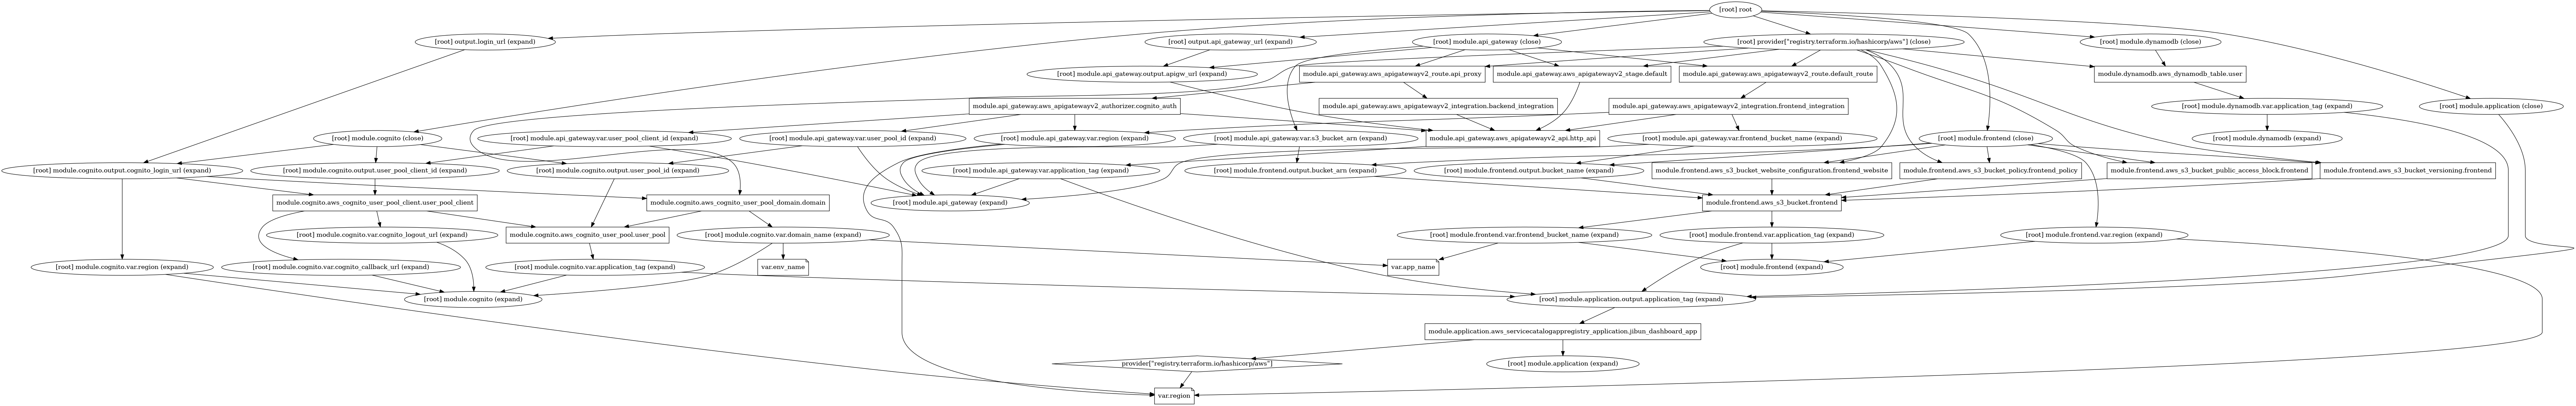 [root] root
[root] output.login_url (expand)
[root] output.api_gateway_url (expand)
[root] module.api_gateway (close)
[root] provider["registry.terraform.io/hashicorp/aws"] (close)
[root] module.dynamodb (close)
[root] module.api_gateway.output.apigw_url (expand)
module.api_gateway.aws_apigatewayv2_route.api_proxy
module.api_gateway.aws_apigatewayv2_stage.default
module.api_gateway.aws_apigatewayv2_route.default_route
module.dynamodb.aws_dynamodb_table.user
module.api_gateway.aws_apigatewayv2_authorizer.cognito_auth
module.api_gateway.aws_apigatewayv2_integration.backend_integration
module.api_gateway.aws_apigatewayv2_integration.frontend_integration
[root] module.dynamodb.var.application_tag (expand)
[root] module.application (close)
[root] module.cognito (close)
[root] module.api_gateway.var.user_pool_client_id (expand)
[root] module.api_gateway.var.user_pool_id (expand)
[root] module.api_gateway.var.region (expand)
[root] module.api_gateway.var.s3_bucket_arn (expand)
module.api_gateway.aws_apigatewayv2_api.http_api
[root] module.api_gateway.var.frontend_bucket_name (expand)
[root] module.frontend (close)
[root] module.dynamodb (expand)
[root] module.cognito.output.cognito_login_url (expand)
[root] module.cognito.output.user_pool_client_id (expand)
[root] module.cognito.output.user_pool_id (expand)
[root] module.api_gateway.var.application_tag (expand)
[root] module.frontend.output.bucket_arn (expand)
[root] module.frontend.output.bucket_name (expand)
module.frontend.aws_s3_bucket_website_configuration.frontend_website
module.frontend.aws_s3_bucket_policy.frontend_policy
module.frontend.aws_s3_bucket_public_access_block.frontend
module.frontend.aws_s3_bucket_versioning.frontend
module.cognito.aws_cognito_user_pool_client.user_pool_client
module.cognito.aws_cognito_user_pool_domain.domain
[root] module.api_gateway (expand)
module.frontend.aws_s3_bucket.frontend
[root] module.cognito.var.cognito_logout_url (expand)
module.cognito.aws_cognito_user_pool.user_pool
[root] module.cognito.var.domain_name (expand)
[root] module.frontend.var.frontend_bucket_name (expand)
[root] module.frontend.var.application_tag (expand)
[root] module.frontend.var.region (expand)
[root] module.cognito.var.region (expand)
[root] module.cognito.var.cognito_callback_url (expand)
[root] module.cognito.var.application_tag (expand)
var.env_name
var.app_name
[root] module.frontend (expand)
[root] module.cognito (expand)
[root] module.application.output.application_tag (expand)
module.application.aws_servicecatalogappregistry_application.jibun_dashboard_app
provider["registry.terraform.io/hashicorp/aws"]
[root] module.application (expand)
var.region